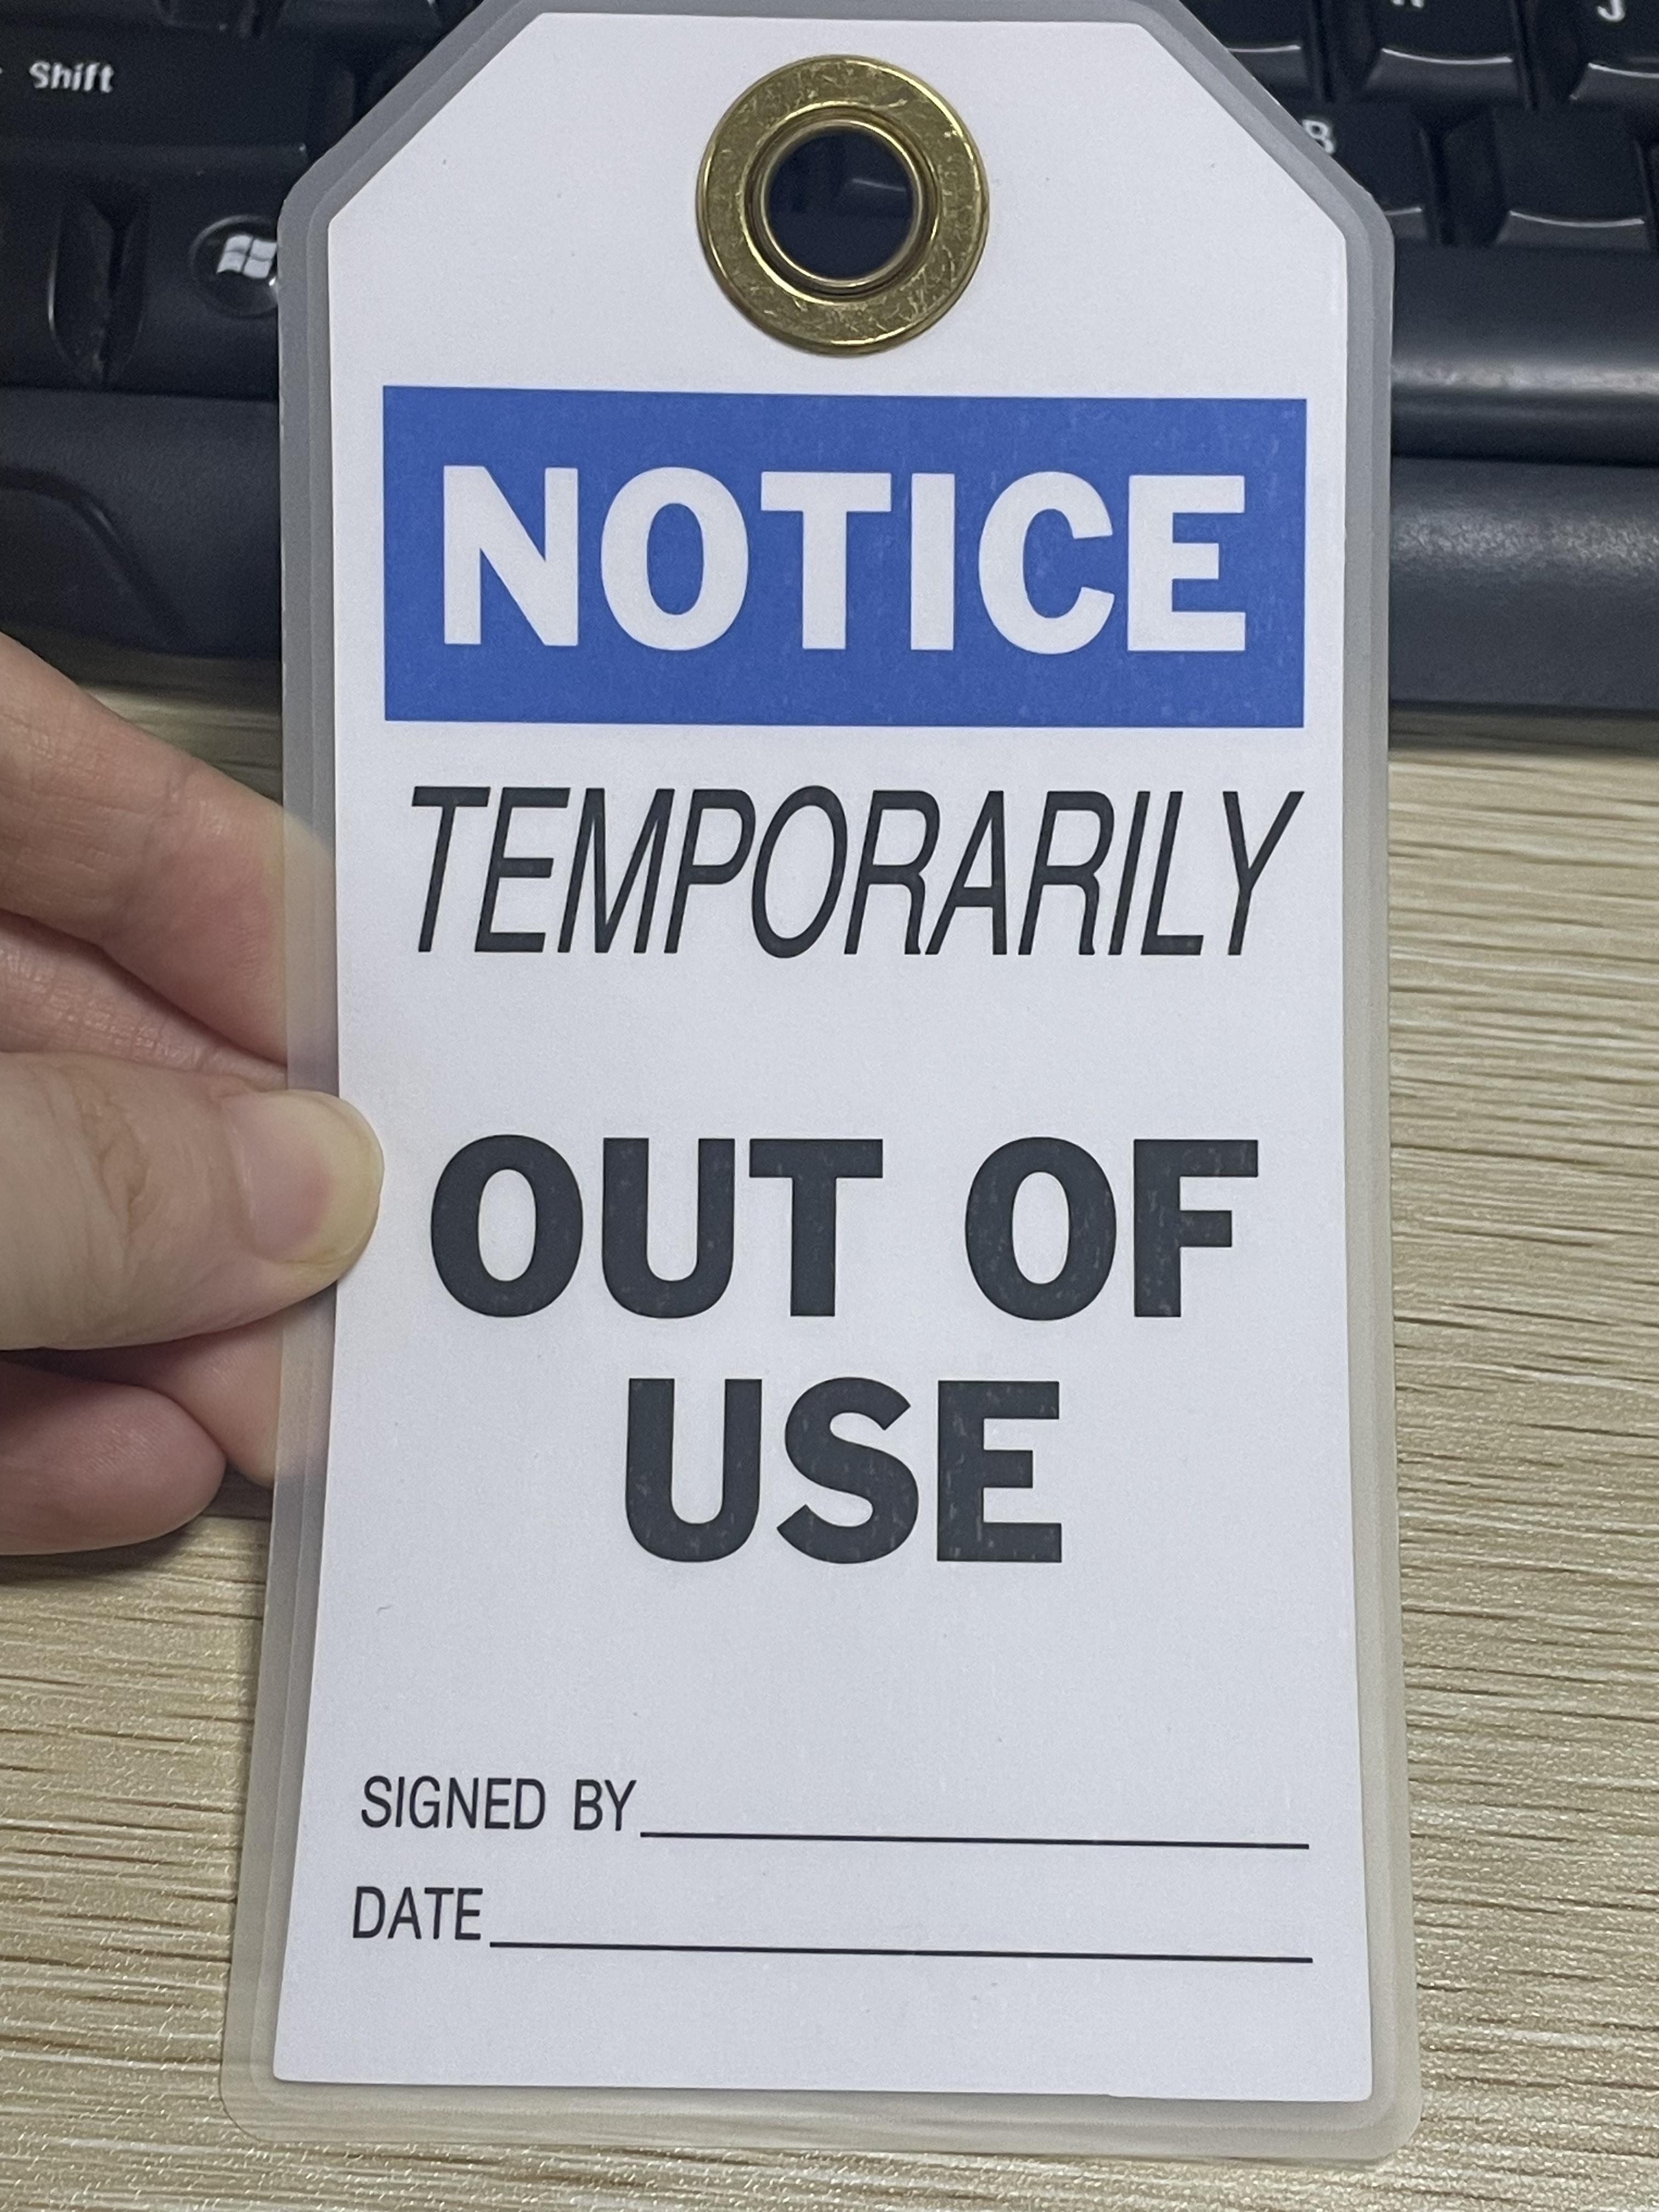 Shift
B
NOTICE
TEMPORARILY
OUT OF
USE
SIGNED BY
DATE